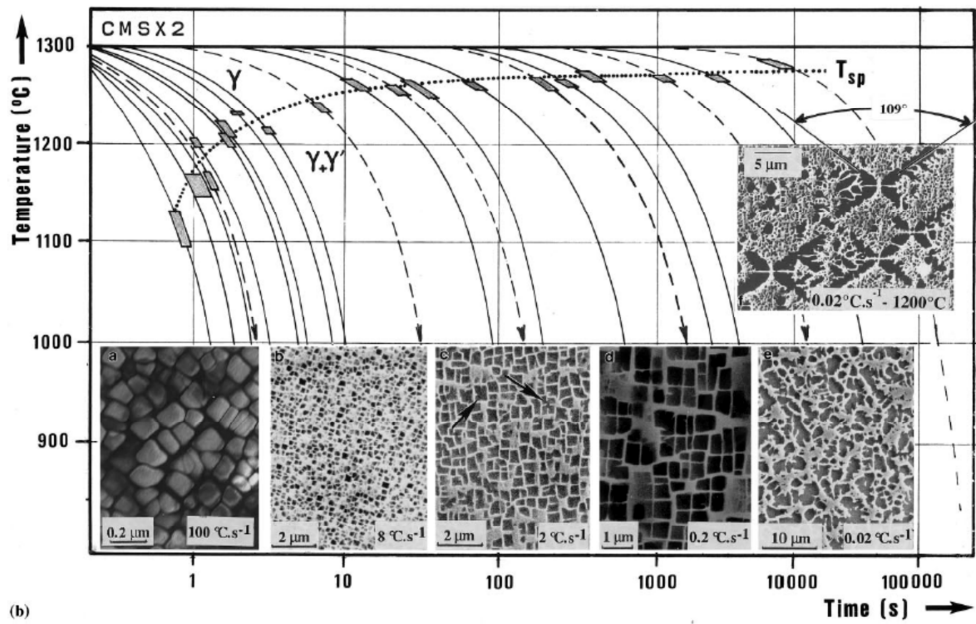 CMSX2
Temperature (°C)
1300
1200
1100
1000
900
γ
γ+γ'
Tsp
109°
5 μm
0.02°C.s-1 - 1200°C
a
0.2 μm
100 °C.s-1
b
2 μm
8 °C.s-1
c
2 μm
2 °C.s-1
d
1 μm
0.2 °C.s-1
e
10 μm
0.02 °C.s-1
1
10
100
1000
10000
100000
(b)
Time (s)